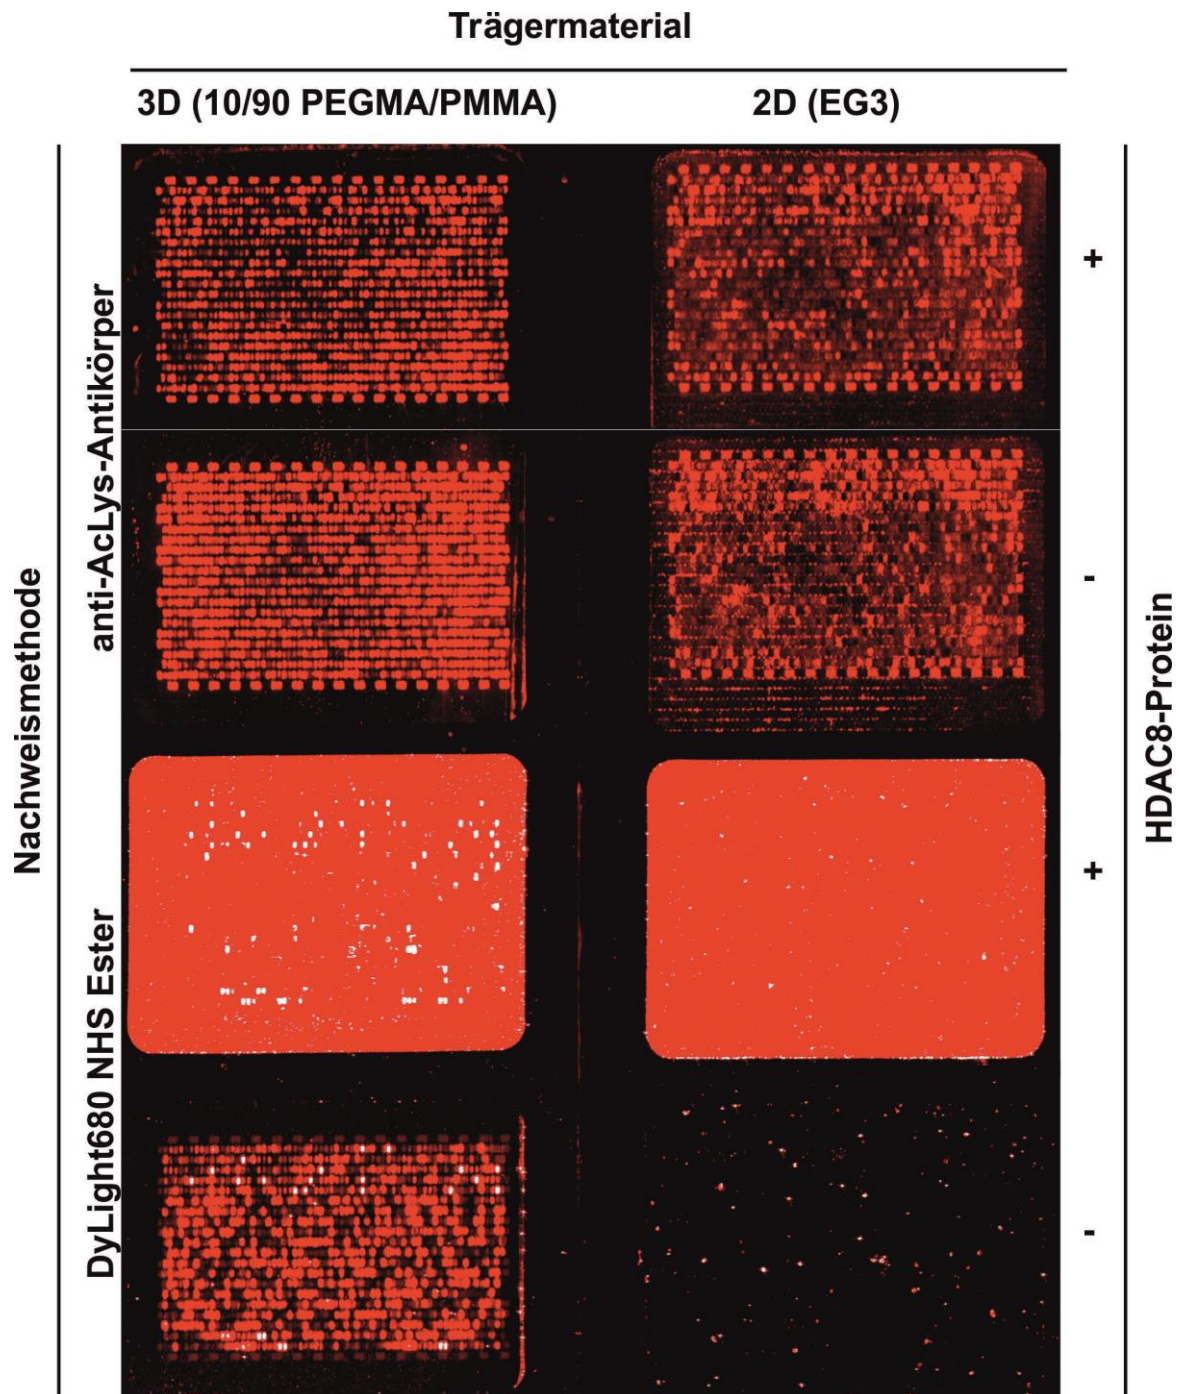 Trägermaterial
3D (10/90 PEGMA/PMMA)
2D (EG3)
Nachweismethode
anti-AcLys-Antikörper
DyLight680 NHS Ester
+
-
+
-
HDAC8-Protein